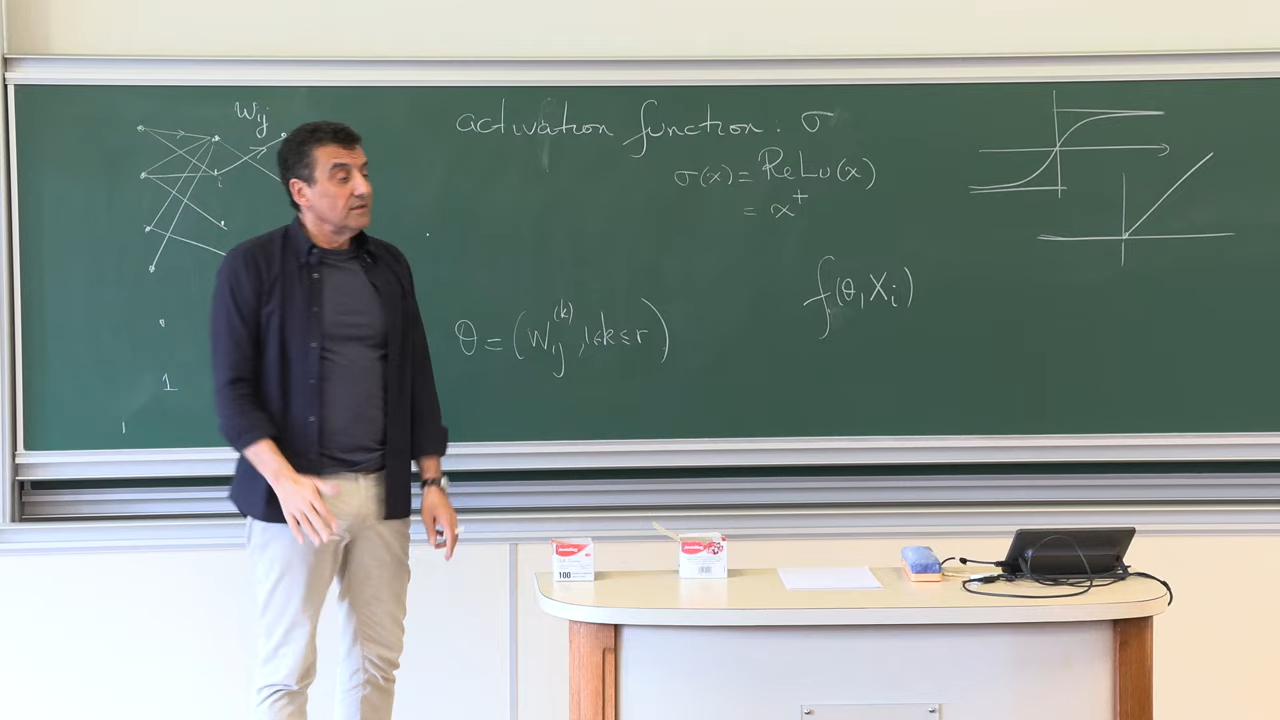 W_ij
i
activation function: σ
σ(x) = ReLu(x)
= x^+
f(θ, X_i)
θ = (W_ij^(k), 1≤k≤r)
1
100